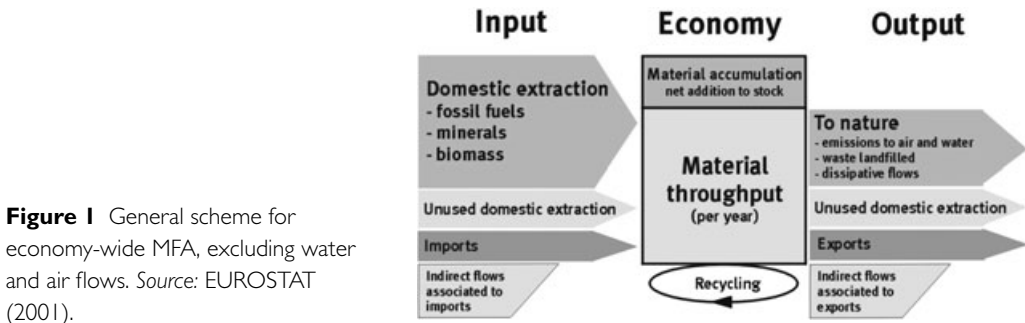 Input
Economy
Output
Domestic extraction
- fossil fuels
- minerals
- biomass
Unused domestic extraction
Imports
Indirect flows
associated to
imports
Material accumulation
net addition to stock
Material
throughput
(per year)
Recycling
To nature
- emissions to air and water
- waste landfilled
- dissipative flows
Unused domestic extraction
Exports
Indirect flows
associated to
exports
Figure 1 General scheme for
economy-wide MFA, excluding water
and air flows. Source: EUROSTAT
(2001).